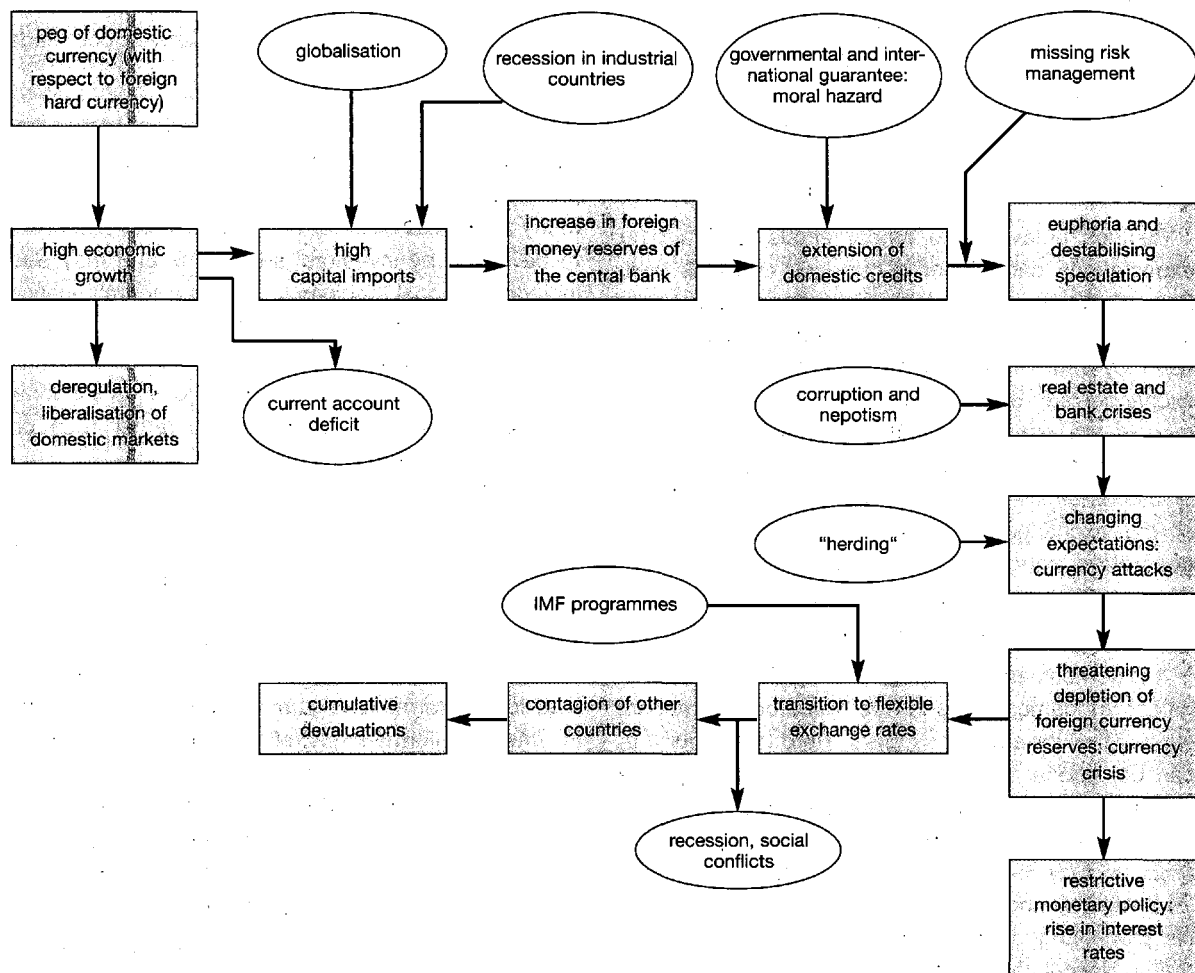 peg of domestic
currency (with
respect to foreign
hard currency)
globalisation
recession in industrial
countries
governmental and inter-
national guarantee:
moral hazard
missing risk
management
high economic
growth
high
capital imports
increase in foreign
money reserves of
the central bank
extension of
domestic credits
euphoria and
destabilising
speculation
deregulation,
liberalisation of
domestic markets
current account
deficit
corruption and
nepotism
real estate and
bank crises
"herding"
changing
expectations:
currency attacks
IMF programmes
cumulative
devaluations
contagion of other
countries
transition to flexible
exchange rates
threatening
depletion of
foreign currency
reserves: currency
crisis
recession, social
conflicts
restrictive
monetary policy:
rise in interest
rates